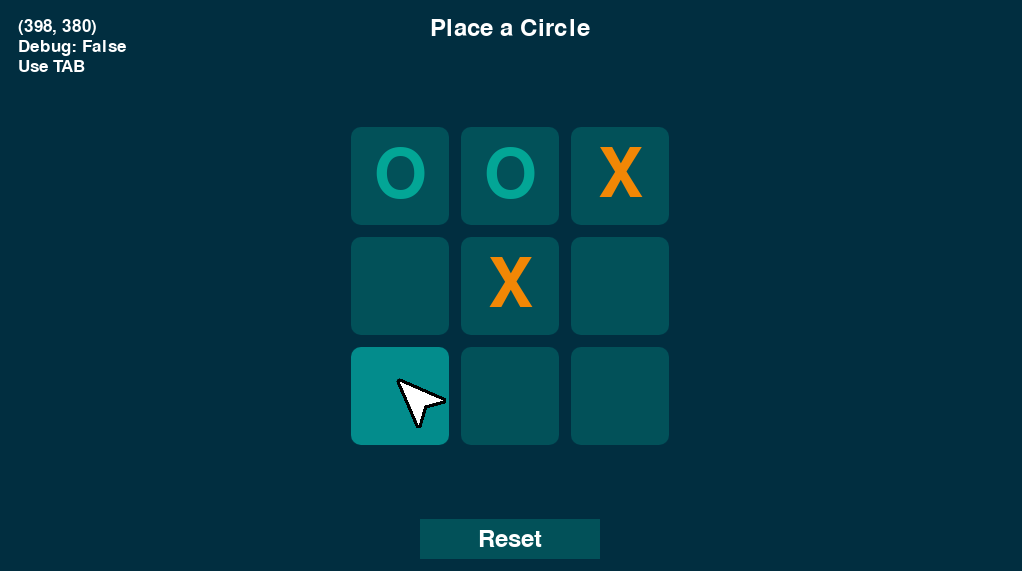 (398, 380)
Debug: False
Use TAB
Place a Circle
O O X
X
Reset